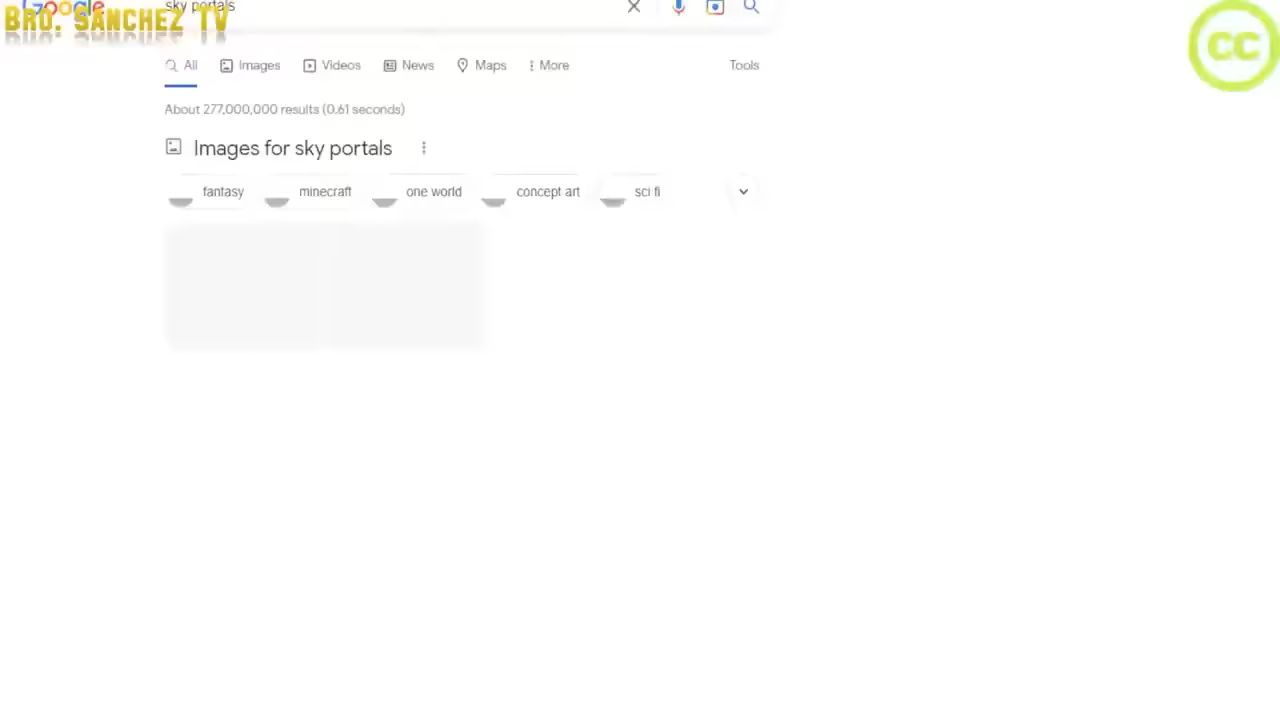 Google
BRO. SANCHEZ TV
sky portals
CC
All Images Videos News Maps More Tools
About 277,000,000 results (0.61 seconds)
Images for sky portals
fantasy minecraft one world concept art sci fi